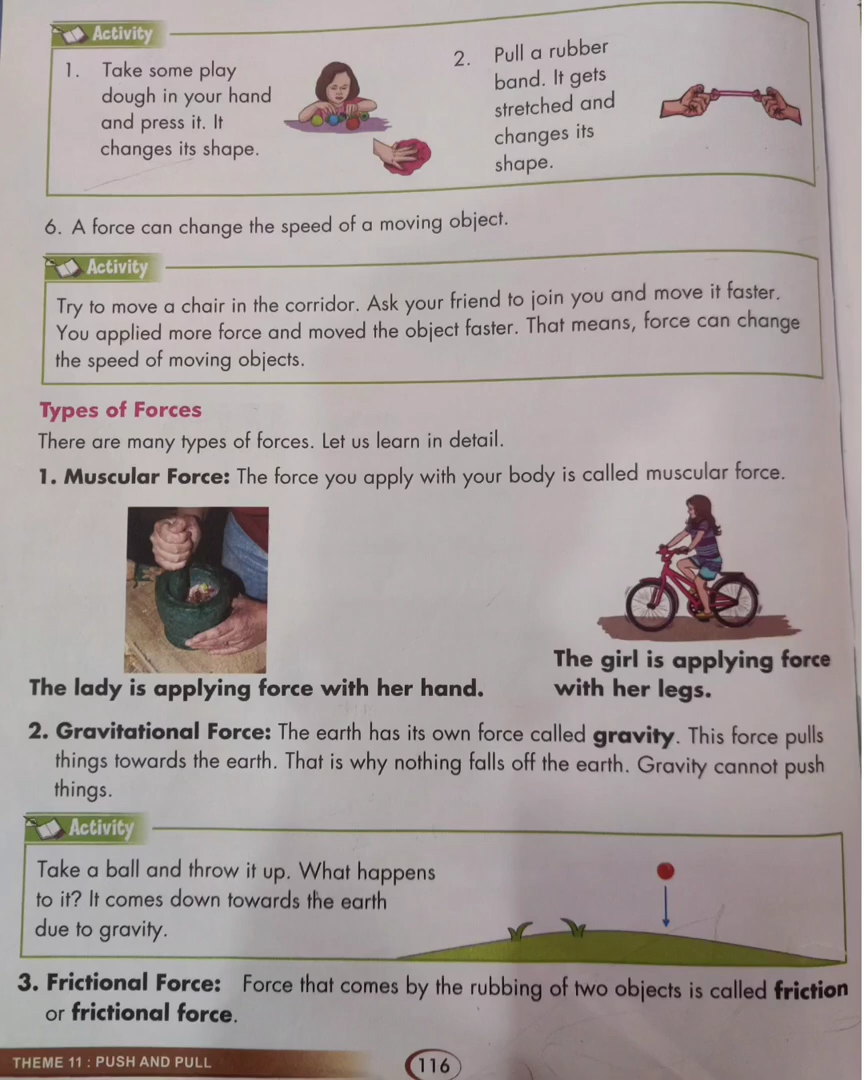 Activity
1. Take some play
dough in your hand
and press it. It
changes its shape.
2. Pull a rubber
band. It gets
stretched and
changes its
shape.
6. A force can change the speed of a moving object.
Activity
Try to move a chair in the corridor. Ask your friend to join you and move it faster.
You applied more force and moved the object faster. That means, force can change
the speed of moving objects.
Types of Forces
There are many types of forces. Let us learn in detail.
1. Muscular Force: The force you apply with your body is called muscular force.
The lady is applying force with her hand.
The girl is applying force
with her legs.
2. Gravitational Force: The earth has its own force called gravity. This force pulls
things towards the earth. That is why nothing falls off the earth. Gravity cannot push
things.
Activity
Take a ball and throw it up. What happens
to it? It comes down towards the earth
due to gravity.
3. Frictional Force: Force that comes by the rubbing of two objects is called friction
or frictional force.
THEME 11 : PUSH AND PULL
116